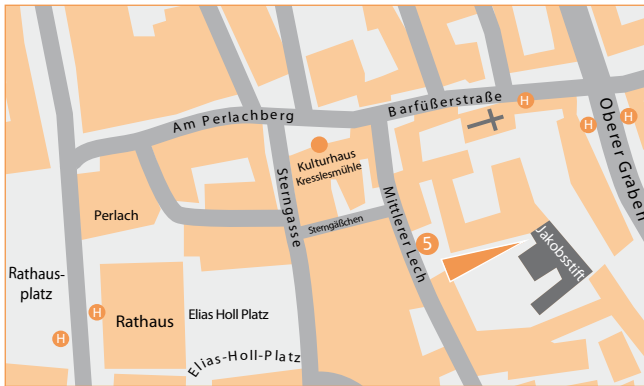 Am Perlachberg
Barfüßerstraße
H
H
H
Oberer Graben
Kulturhaus
Kresslesmühle
Sterngasse
Mittlerer Lech
Sterngäßchen
Perlach
5
Jakobsstift
Rathaus-
platz
H
H
Rathaus
Elias Holl Platz
Elias-Holl-Platz